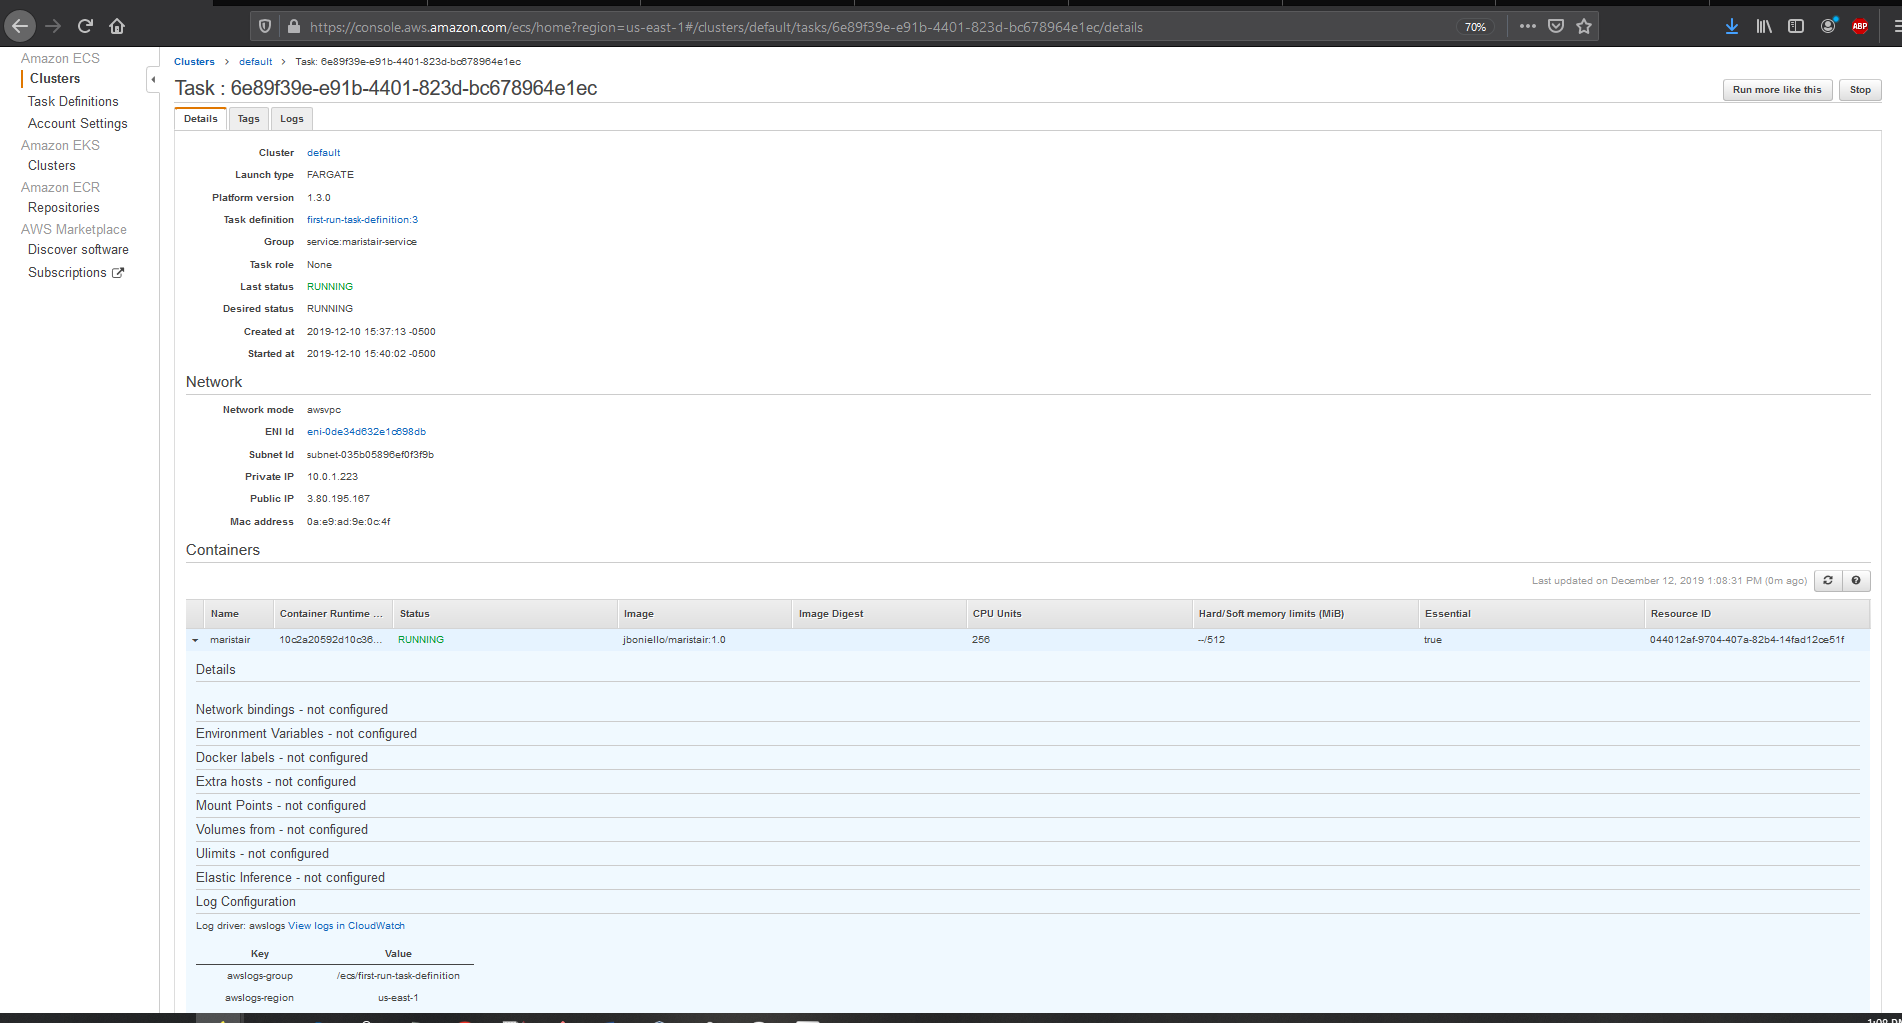 https://console.aws.amazon.com/ecs/home?region=us-east-1#/clusters/default/tasks/6e89f39e-e91b-4401-823d-bc678964e1ec/details
70%
ABP
Amazon ECS
Clusters
Task Definitions
Account Settings
Amazon EKS
Clusters
Amazon ECR
Repositories
AWS Marketplace
Discover software
Subscriptions
Clusters > default > Task: 6e89f39e-e91b-4401-823d-bc678964e1ec
Task : 6e89f39e-e91b-4401-823d-bc678964e1ec
Run more like this Stop
Details Tags Logs
Cluster default
Launch type FARGATE
Platform version 1.3.0
Task definition first-run-task-definition:3
Group service:maristair-service
Task role None
Last status RUNNING
Desired status RUNNING
Created at 2019-12-10 15:37:13 -0500
Started at 2019-12-10 15:40:02 -0500
Network
Network mode awsvpc
ENI Id eni-0de34d632e1c698db
Subnet Id subnet-035b05896ef0f3f9b
Private IP 10.0.1.223
Public IP 3.80.195.167
Mac address 0a:e9:ad:9e:0c:4f
Containers
Last updated on December 12, 2019 1:08:31 PM (0m ago)
Name Container Runtime ... Status Image Image Digest CPU Units Hard/Soft memory limits (MiB) Essential Resource ID
maristair 10c2a20592d10c36... RUNNING jboniello/maristair:1.0 256 --/512 true 044012af-9704-407a-82b4-14fad12ce51f
Details
Network bindings - not configured
Environment Variables - not configured
Docker labels - not configured
Extra hosts - not configured
Mount Points - not configured
Volumes from - not configured
Ulimits - not configured
Elastic Inference - not configured
Log Configuration
Log driver: awslogs View logs in CloudWatch
Key Value
awslogs-group /ecs/first-run-task-definition
awslogs-region us-east-1